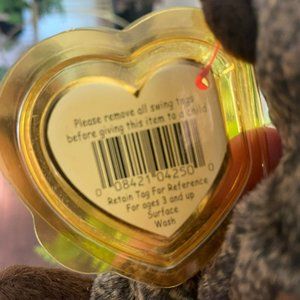 Please remove all swing tags
before giving this item to a child
0 08421 04250 0
Retain Tag For Reference
For ages 3 and up
Surface
Wash